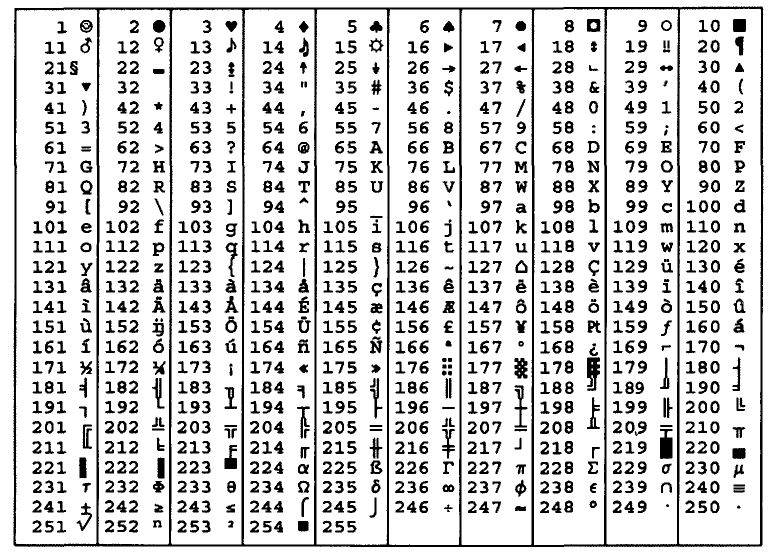 1 ☺ 2 ☻ 3 ♥ 4 ♦ 5 ♣ 6 ♠ 7 ● 8 ◘ 9 ○ 10 ■
11 ♂ 12 ♀ 13 ♪ 14 ♫ 15 ☼ 16 ► 17 ◄ 18 ↕ 19 ‼ 20 ¶
21 § 22 ▬ 23 ↨ 24 ↑ 25 ↓ 26 → 27 ← 28 ∟ 29 ↔ 30 ▲
31 ▼ 32 33 ! 34 " 35 # 36 $ 37 % 38 & 39 ' 40 (
41 ) 42 * 43 + 44 , 45 - 46 . 47 / 48 0 49 1 50 2
51 3 52 4 53 5 54 6 55 7 56 8 57 9 58 : 59 ; 60 <
61 = 62 > 63 ? 64 @ 65 A 66 B 67 C 68 D 69 E 70 F
71 G 72 H 73 I 74 J 75 K 76 L 77 M 78 N 79 O 80 P
81 Q 82 R 83 S 84 T 85 U 86 V 87 W 88 X 89 Y 90 Z
91 [ 92 \ 93 ] 94 ^ 95 _ 96 ` 97 a 98 b 99 c 100 d
101 e 102 f 103 g 104 h 105 i 106 j 107 k 108 l 109 m 110 n
111 o 112 p 113 q 114 r 115 s 116 t 117 u 118 v 119 w 120 x
121 y 122 z 123 { 124 | 125 } 126 ~ 127 ⌂ 128 Ç 129 ü 130 é
131 â 132 ä 133 à 134 å 135 ç 136 ê 137 ë 138 è 139 ï 140 î
141 ì 142 Ä 143 Å 144 É 145 æ 146 Æ 147 ô 148 ö 149 ò 150 û
151 ù 152 ÿ 153 Ö 154 Ü 155 ¢ 156 £ 157 ¥ 158 ₧ 159 ƒ 160 á
161 í 162 ó 163 ú 164 ñ 165 Ñ 166 ª 167 º 168 ¿ 169 ⌐ 170 ¬
171 ½ 172 ¼ 173 ¡ 174 « 175 » 176 ░ 177 ▒ 178 ▓ 179 │ 180 ┤
181 ╡ 182 ╢ 183 ╖ 184 ╕ 185 ╣ 186 ║ 187 ╗ 188 ╝ 189 ╜ 190 ╛
191 ┐ 192 └ 193 ┴ 194 ┬ 195 ├ 196 ─ 197 ┼ 198 ╞ 199 ╟ 200 ╚
201 ╔ 202 ╩ 203 ╦ 204 ╠ 205 ═ 206 ╬ 207 ╧ 208 ╨ 209 ╤ 210 ╥
211 ╙ 212 ╘ 213 ╒ 214 ╓ 215 ╫ 216 ╪ 217 ┘ 218 ┌ 219 █ 220 ▄
221 ▌ 222 ▐ 223 ▀ 224 α 225 ß 226 Γ 227 π 228 Σ 229 σ 230 µ
231 τ 232 Φ 233 θ 234 Ω 235 δ 236 ∞ 237 φ 238 ε 239 ∩ 240 ≡
241 ± 242 ≥ 243 ≤ 244 ⌠ 245 ⌡ 246 ÷ 247 ≈ 248 ° 249 · 250 ·
251 √ 252 ⁿ 253 ² 254 ■ 255